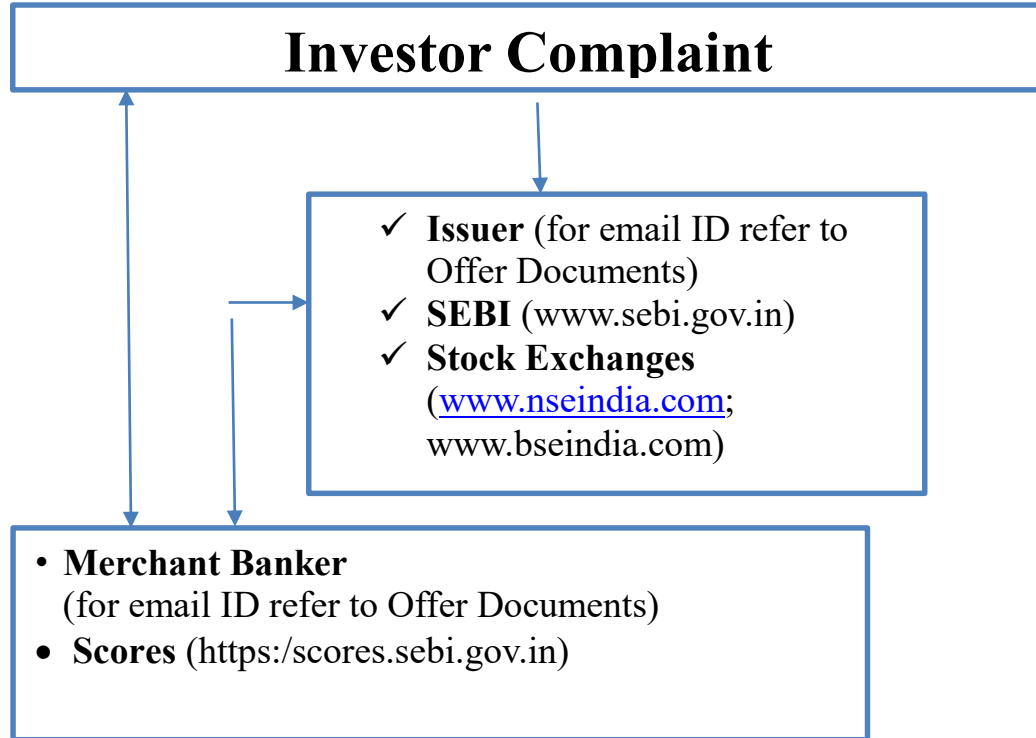 Investor Complaint
✓ Issuer (for email ID refer to
Offer Documents)
✓ SEBI (www.sebi.gov.in)
✓ Stock Exchanges
(www.nseindia.com;
www.bseindia.com)
• Merchant Banker
(for email ID refer to Offer Documents)
• Scores (https:/scores.sebi.gov.in)